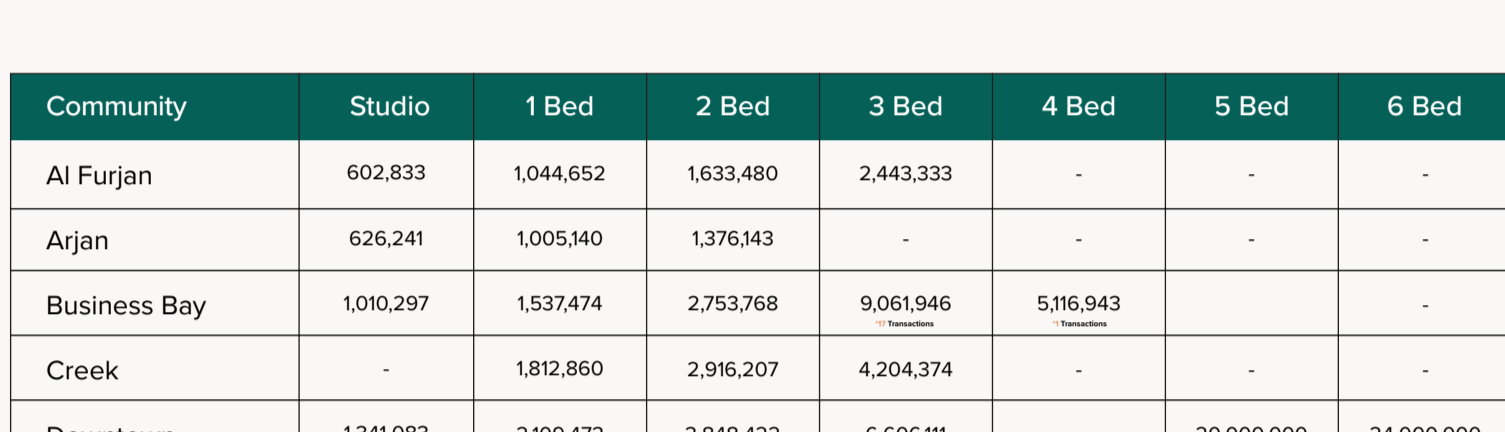 Community Studio 1 Bed 2 Bed 3 Bed 4 Bed 5 Bed 6 Bed
Al Furjan 602,833 1,044,652 1,633,480 2,443,333 - - -
Arjan 626,241 1,005,140 1,376,143 - - - -
Business Bay 1,010,297 1,537,474 2,753,768 9,061,946 5,116,943 -
*17 Transactions *1 Transactions
Creek - 1,812,860 2,916,207 4,204,374 - - -